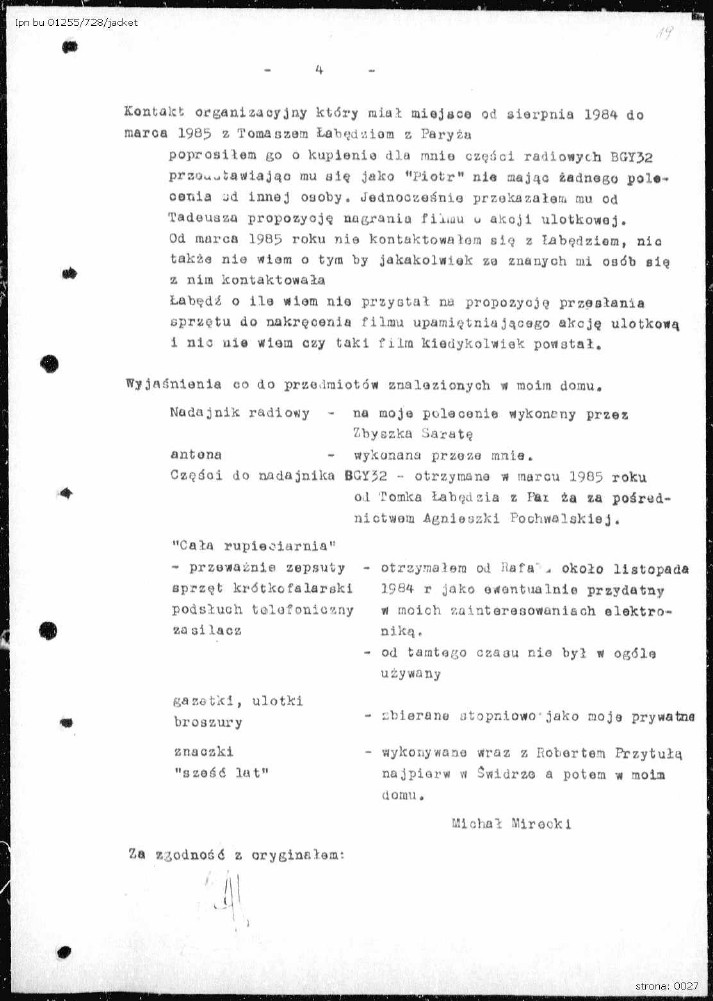 ipn bu 01255/728/jacket
19
- 4 -
Kontakt organizacyjny który miał miejsce od sierpnia 1984 do
marca 1985 z Tomaszem Łabędziem z Paryża
poprosiłem go o kupienie dla mnie części radiowych BGY32
przedstawiając mu się jako "Piotr" nie mając żadnego pole-
cenia od innej osoby. Jednocześnie przekazałem mu od
Tadeusza propozycję nagrania filmu o akcji ulotkowej.
Od marca 1985 roku nie kontaktowałem się z Łabędziem, nic
także nie wiem o tym by jakakolwiek ze znanych mi osób się
z nim kontaktowała
Łabędź o ile wiem nie przystał na propozycję przesłania
sprzętu do nakręcenia filmu upamiętniającego akcję ulotkową
i nic nie wiem czy taki film kiedykolwiek powstał.
Wyjaśnienia co do przedmiotów znalezionych w moim domu.
Nadajnik radiowy - na moje polecenie wykonany przez
Zbyszka Saratę
antena - wykonana przeze mnie.
Części do nadajnika BGY32 - otrzymane w marcu 1985 roku
od Tomka Łabędzia z Par ża za pośred-
nictwem Agnieszki Pochwalskiej.
"Cała rupieciarnia"
- przeważnie zepsuty - otrzymałem od Rafa około listopada
sprzęt krótkofalarski 1984 r jako ewentualnie przydatny
podsłuch telefoniczny w moich zainteresowaniach elektro-
zasilacz niką.
- od tamtego czasu nie był w ogóle
używany
gazetki, ulotki
broszury - zbierane stopniowo jako moje prywatne
znaczki - wykonywane wraz z Robertem Przytułą
"sześć lat" najpierw w Świdrze a potem w moim
domu.
Michał Mirecki
Za zgodność z oryginałem:
strona: 0027